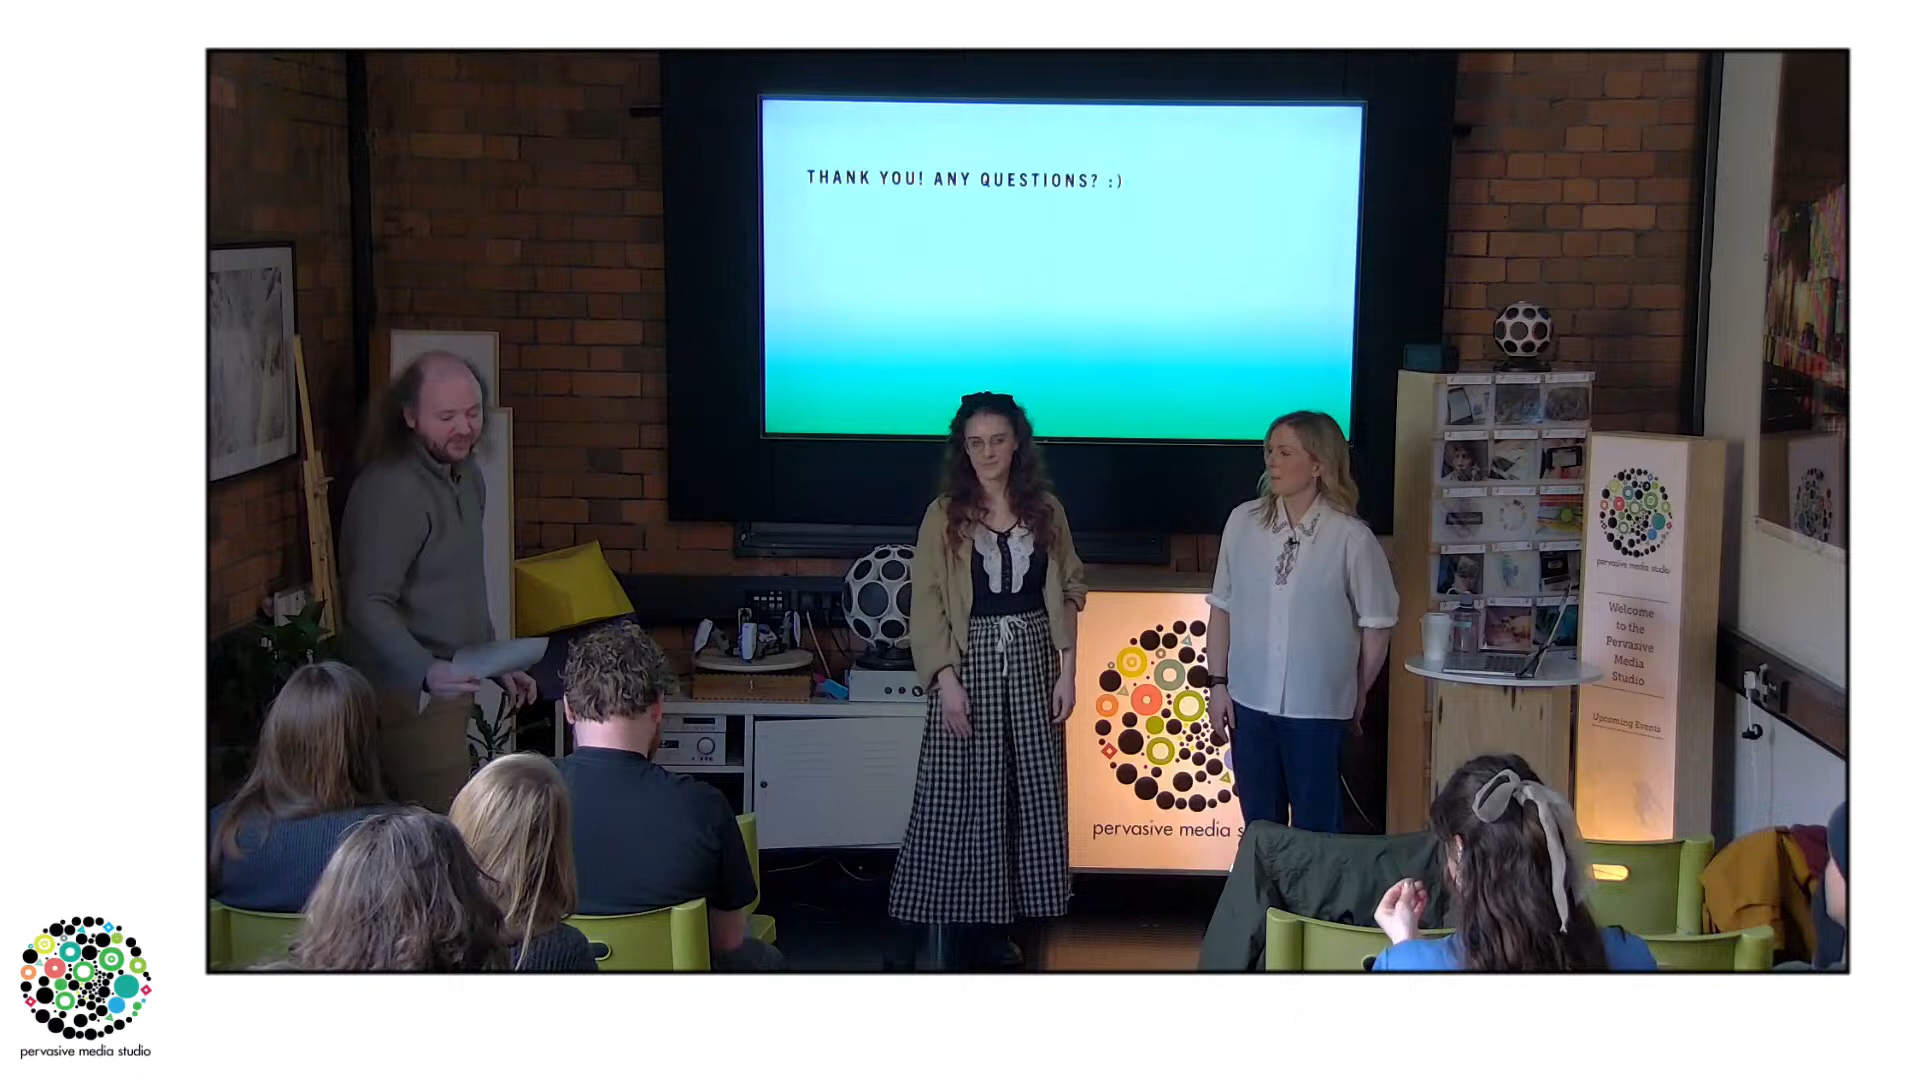 THANK YOU! ANY QUESTIONS? :)
pervasive media studio
Welcome
to the
Pervasive
Media
Studio
Upcoming Events
pervasive media s
pervasive media studio